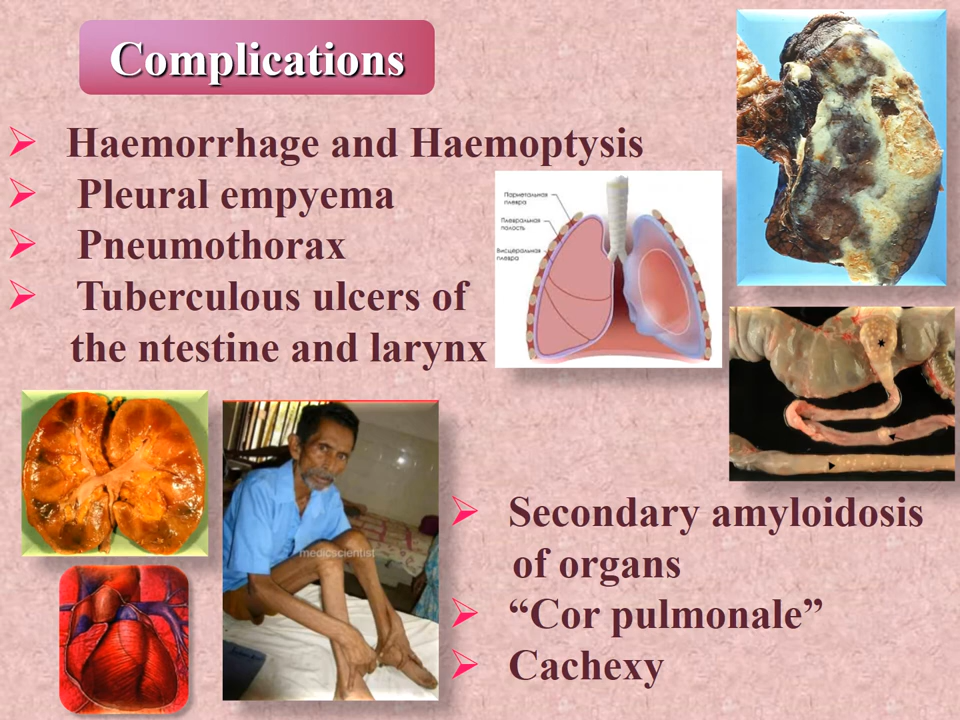 Complications
Haemorrhage and Haemoptysis
Pleural empyema
Pneumothorax
Tuberculous ulcers of
the ntestine and larynx
Париетальная
плевра
Плевральная
полость
Висцеральная
плевра
medicscientist
Secondary amyloidosis
of organs
“Cor pulmonale”
Cachexy